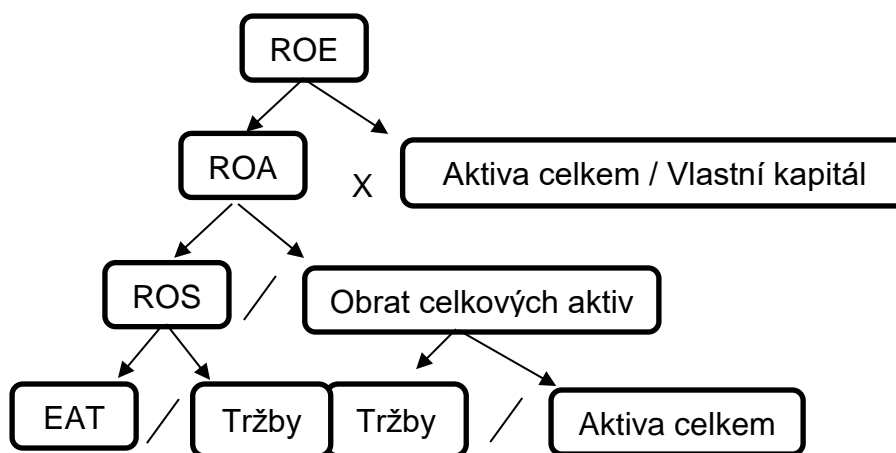 ROE
ROA X Aktiva celkem / Vlastní kapitál
ROS / Obrat celkových aktiv
EAT / Tržby Tržby / Aktiva celkem